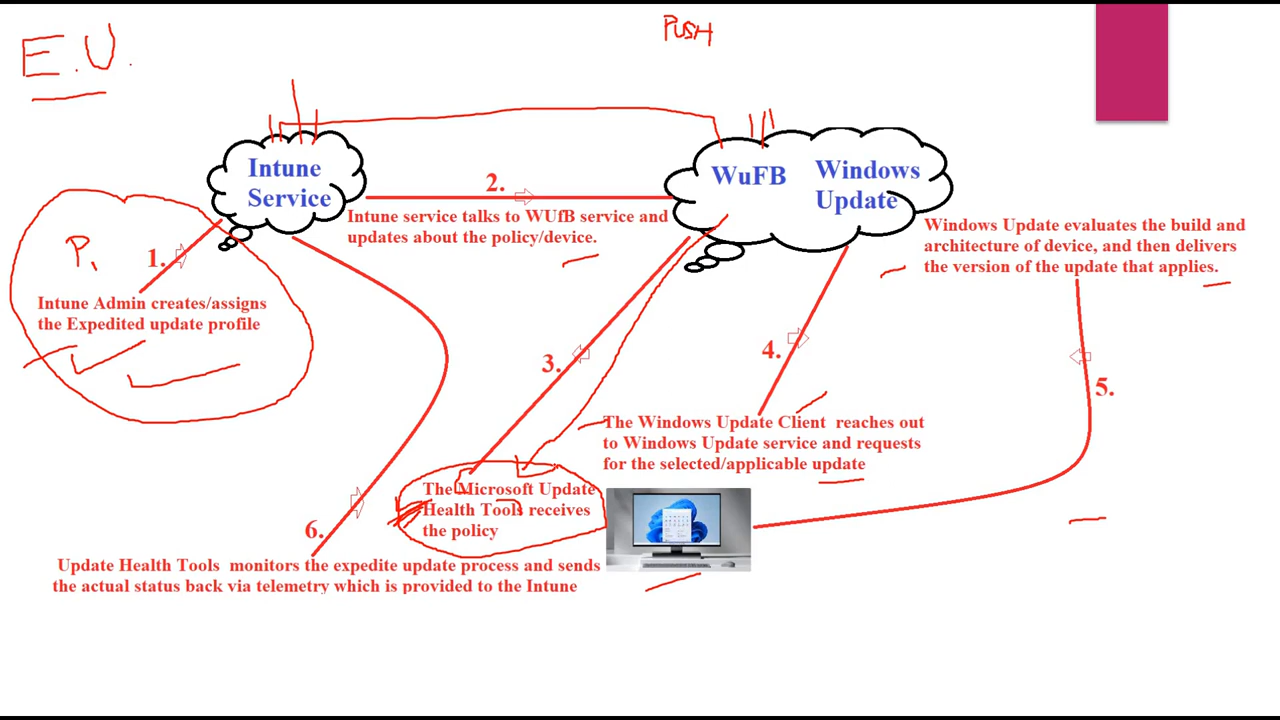 PUSH
E.U.
Intune
Service
WuFB
Windows
Update
2.
Intune service talks to WUfB service and
updates about the policy/device.
Windows Update evaluates the build and
architecture of device, and then delivers
the version of the update that applies.
P1
1.
Intune Admin creates/assigns
the Expedited update profile
3.
4.
5.
The Windows Update Client reaches out
to Windows Update service and requests
for the selected/applicable update
The Microsoft Update
Health Tools receives
the policy
6.
Update Health Tools monitors the expedite update process and sends
the actual status back via telemetry which is provided to the Intune